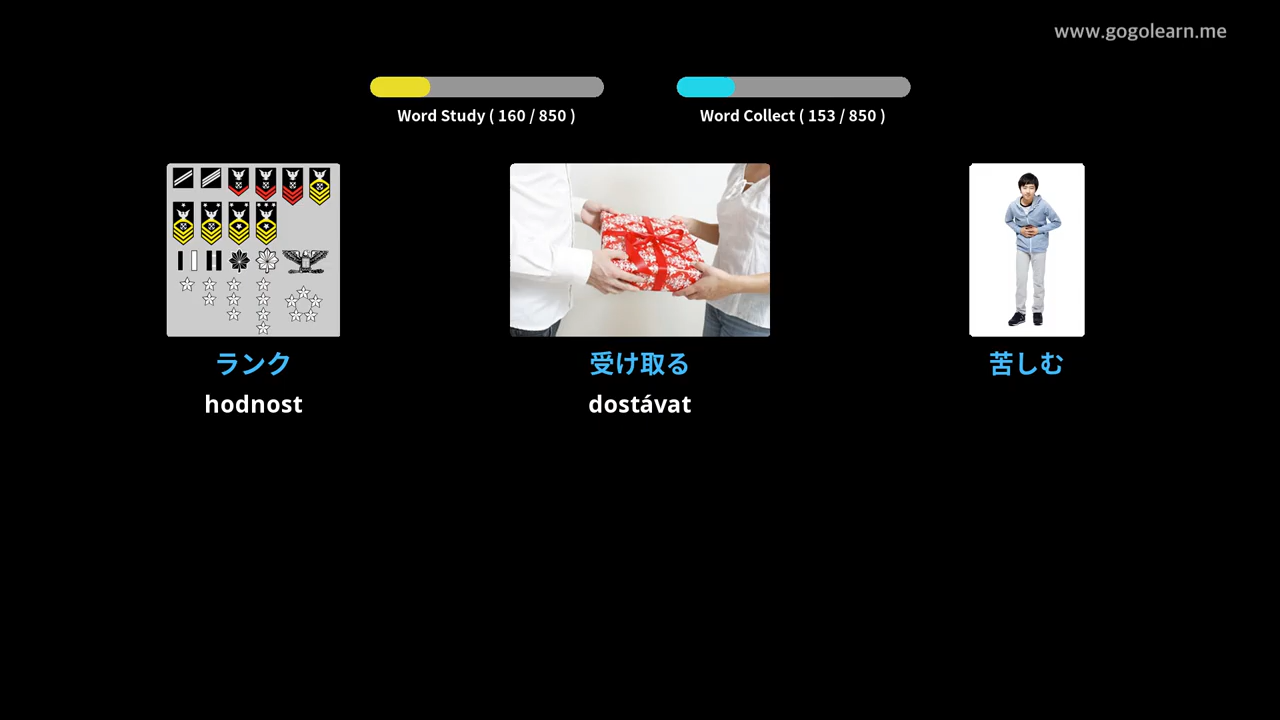 www.gogolearn.me
Word Study ( 160 / 850 )
Word Collect ( 153 / 850 )
ランク
hodnost
受け取る
dostávat
苦しむ